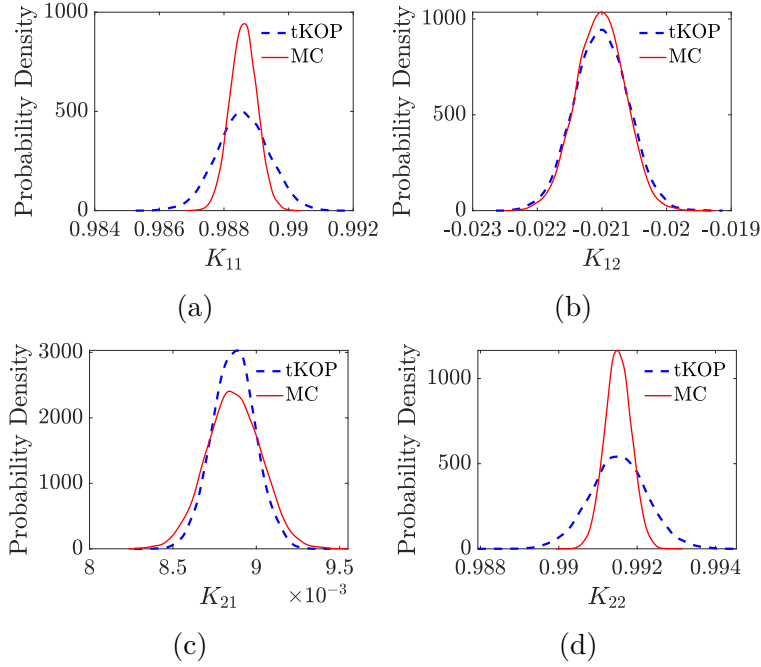 Probability Density
1000
500
0
tKOP
MC
0.984
0.986
0.988
0.99
0.992
K11
(a)
Probability Density
1000
500
0
tKOP
MC
-0.023
-0.022
-0.021
-0.02
-0.019
K12
(b)
Probability Density
3000
2000
1000
0
tKOP
MC
8
8.5
9
9.5
×10−3
K21
(c)
Probability Density
1000
500
0
tKOP
MC
0.988
0.99
0.992
0.994
K22
(d)